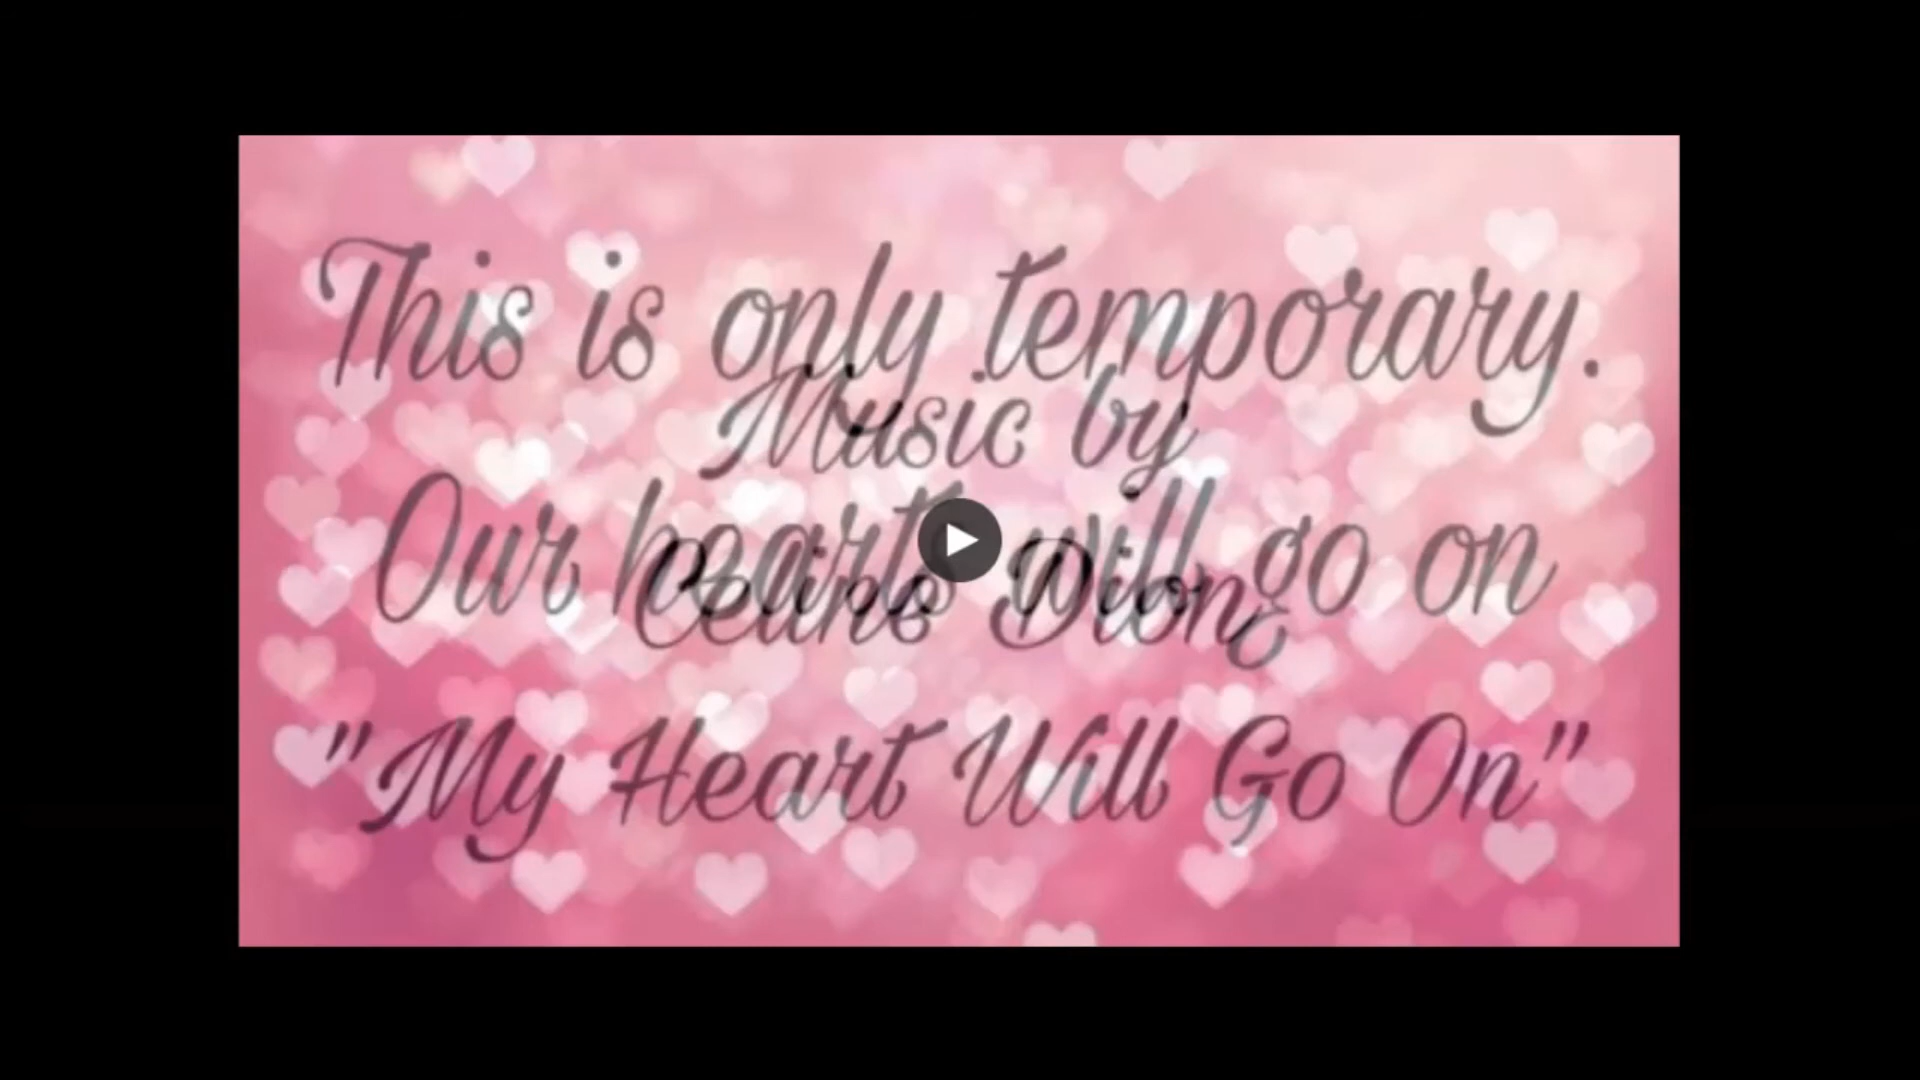 This is only temporary.
Music by
Our hearts will go on
Celine Dion
"My Heart Will Go On"